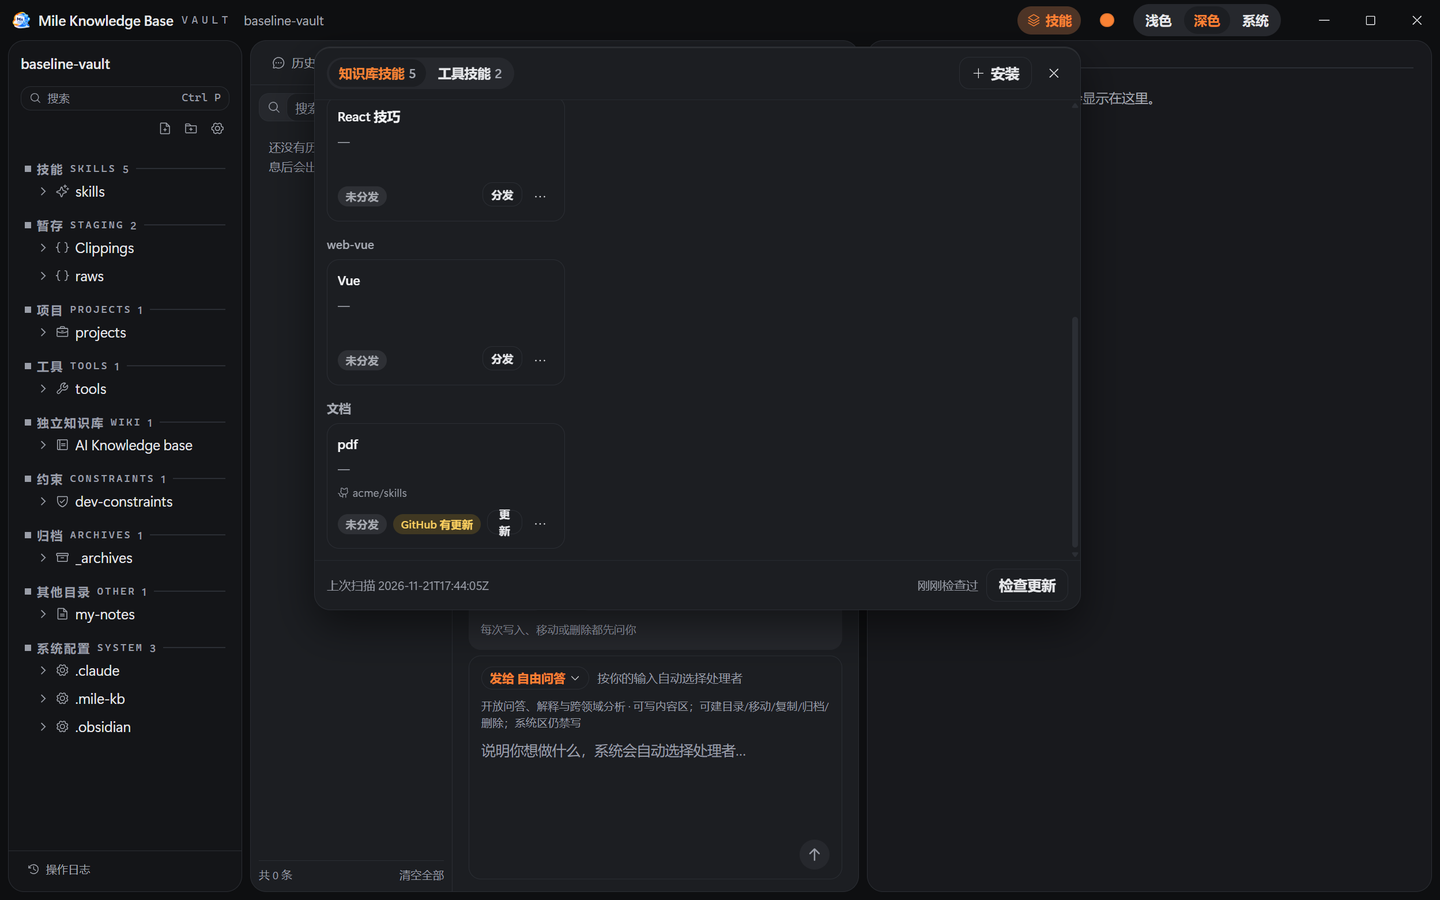 Mile Knowledge Base VAULT baseline-vault
技能
浅色 深色 系统
baseline-vault
搜索 Ctrl P
技能 SKILLS 5
skills
暂存 STAGING 2
Clippings
raws
项目 PROJECTS 1
projects
工具 TOOLS 1
tools
独立知识库 WIKI 1
AI Knowledge base
约束 CONSTRAINTS 1
dev-constraints
归档 ARCHIVES 1
_archives
其他目录 OTHER 1
my-notes
系统配置 SYSTEM 3
.claude
.mile-kb
.obsidian
操作日志
历史
搜索
还没有历
息后会出
共 0 条 清空全部
知识库技能 5 工具技能 2
+ 安装
React 技巧
—
未分发 分发 ...
web-vue
Vue
—
未分发 分发 ...
文档
pdf
—
acme/skills
未分发 GitHub 有更新 更新 ...
上次扫描 2026-11-21T17:44:05Z 刚刚检查过 检查更新
显示在这里。
每次写入、移动或删除都先问你
发给 自由问答 按你的输入自动选择处理者
开放问答、解释与跨领域分析 · 可写内容区；可建目录/移动/复制/归档/
删除；系统区仍禁写
说明你想做什么，系统会自动选择处理者...